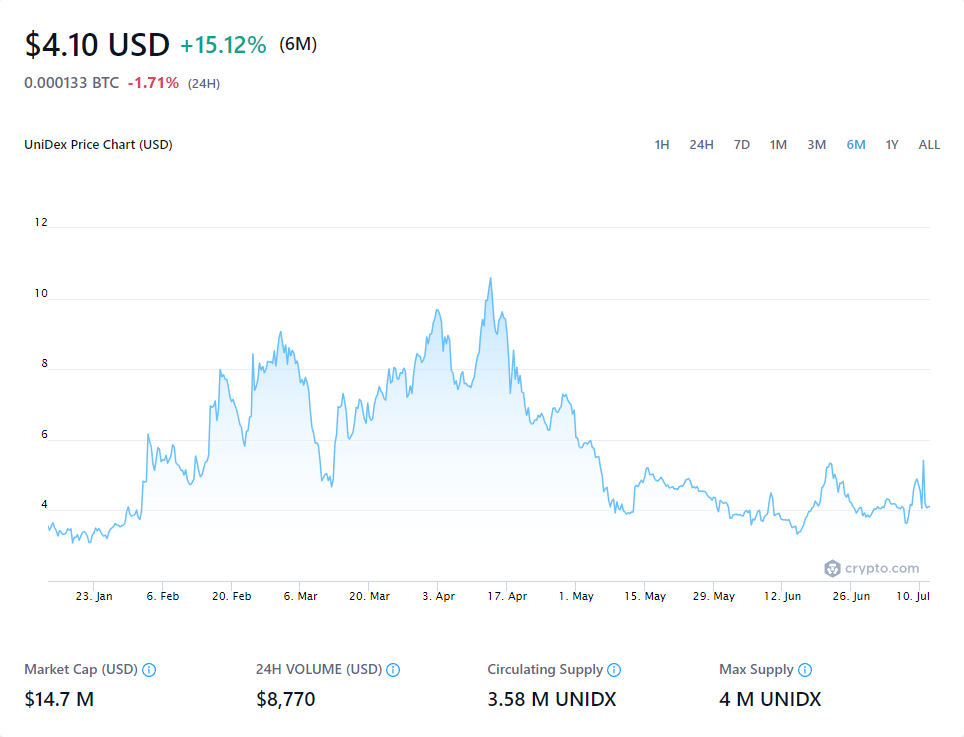 $4.10 USD +15.12% (6M)
0.000133 BTC -1.71% (24H)
UniDex Price Chart (USD) 1H 24H 7D 1M 3M 6M 1Y ALL
12
10
8
6
4
crypto.com
23. Jan 6. Feb 20. Feb 6. Mar 20. Mar 3. Apr 17. Apr 1. May 15. May 29. May 12. Jun 26. Jun 10. Jul
Market Cap (USD) 24H VOLUME (USD) Circulating Supply Max Supply
$14.7 M $8,770 3.58 M UNIDX 4 M UNIDX